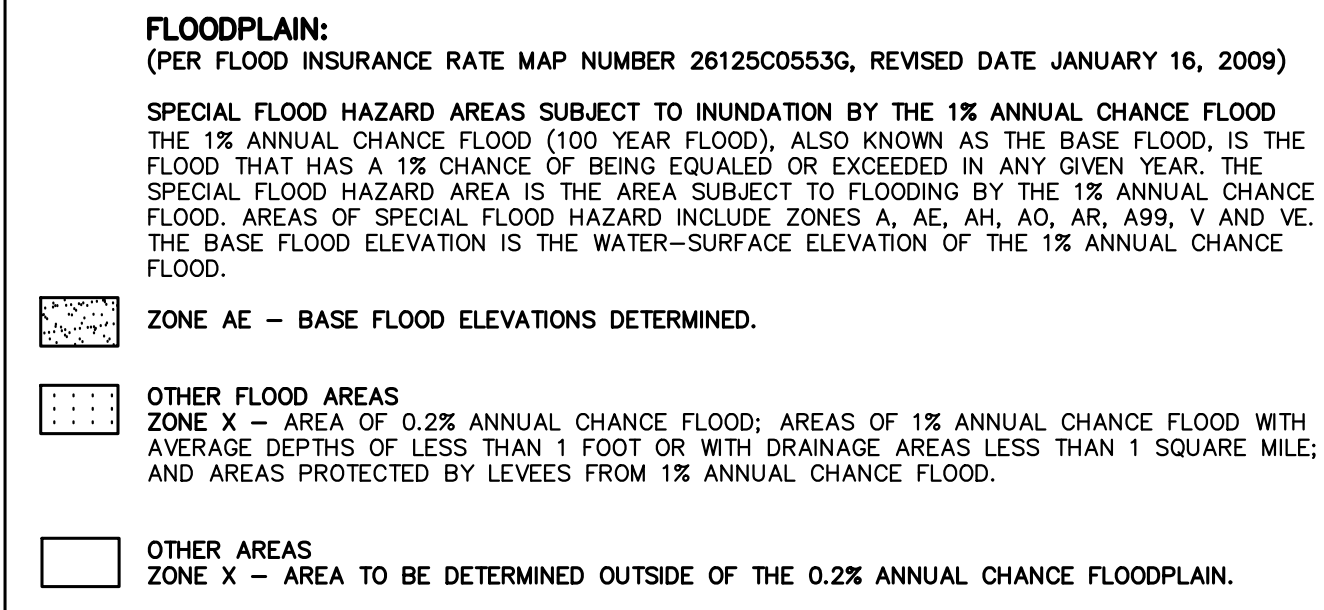 FLOODPLAIN:
(PER FLOOD INSURANCE RATE MAP NUMBER 26125C0553G, REVISED DATE JANUARY 16, 2009)
SPECIAL FLOOD HAZARD AREAS SUBJECT TO INUNDATION BY THE 1% ANNUAL CHANCE FLOOD
THE 1% ANNUAL CHANCE FLOOD (100 YEAR FLOOD), ALSO KNOWN AS THE BASE FLOOD, IS THE
FLOOD THAT HAS A 1% CHANCE OF BEING EQUALED OR EXCEEDED IN ANY GIVEN YEAR. THE
SPECIAL FLOOD HAZARD AREA IS THE AREA SUBJECT TO FLOODING BY THE 1% ANNUAL CHANCE
FLOOD. AREAS OF SPECIAL FLOOD HAZARD INCLUDE ZONES A, AE, AH, AO, AR, A99, V AND VE.
THE BASE FLOOD ELEVATION IS THE WATER–SURFACE ELEVATION OF THE 1% ANNUAL CHANCE
FLOOD.
ZONE AE – BASE FLOOD ELEVATIONS DETERMINED.
OTHER FLOOD AREAS
ZONE X – AREA OF 0.2% ANNUAL CHANCE FLOOD; AREAS OF 1% ANNUAL CHANCE FLOOD WITH
AVERAGE DEPTHS OF LESS THAN 1 FOOT OR WITH DRAINAGE AREAS LESS THAN 1 SQUARE MILE;
AND AREAS PROTECTED BY LEVEES FROM 1% ANNUAL CHANCE FLOOD.
OTHER AREAS
ZONE X – AREA TO BE DETERMINED OUTSIDE OF THE 0.2% ANNUAL CHANCE FLOODPLAIN.